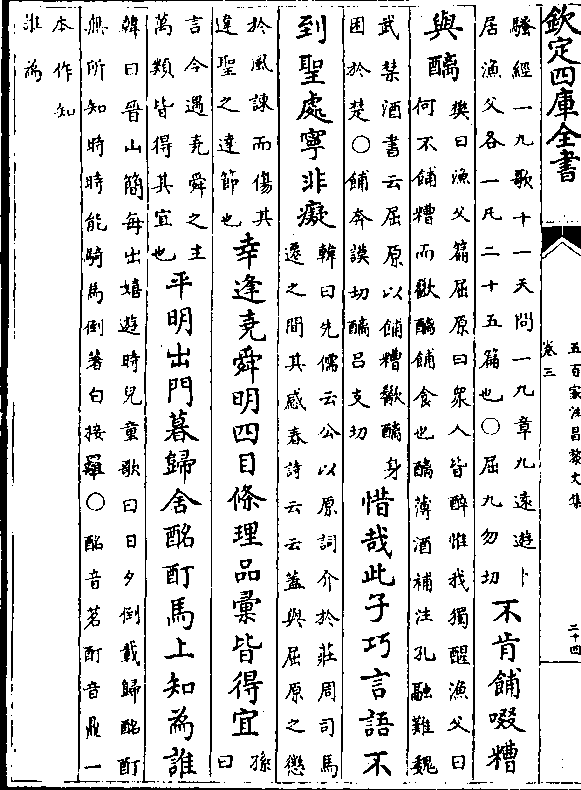 欽定四庫全書
五百家注昌黎文集
卷三
二十四
騷經一九歌十一天問一九章九遠遊卜
居漁父各一凡二十五篇也○屈九勿切
不肯餔啜糟
與醨
樊曰漁父篇屈原曰衆人皆醉惟我獨醒漁父曰
何不餔糟而歠醨餔食也醨薄酒補注孔融難魏
武禁酒書云屈原以餔糟歠醨身
困於楚○餔奔謨切醨呂支切
惜哉此子巧言語不
到聖處寧非癡
韓曰先儒云公以原詞介於莊周司馬
遷之間其感春詩云云蓋與屈原之憊
於風諫而傷其
違聖之達節也
幸逢堯舜明四目條理品彙皆得宜
孫
曰
言今遇堯舜之主
萬類皆得其宜也
平明出門暮歸舍酩酊馬上知為誰
韓曰晋山簡每出嬉遊時兒童歌曰日夕倒載歸酩酊
無所知時時能騎馬倒著白接䍦○酩音茗酊音鼎一
本作知
誰為